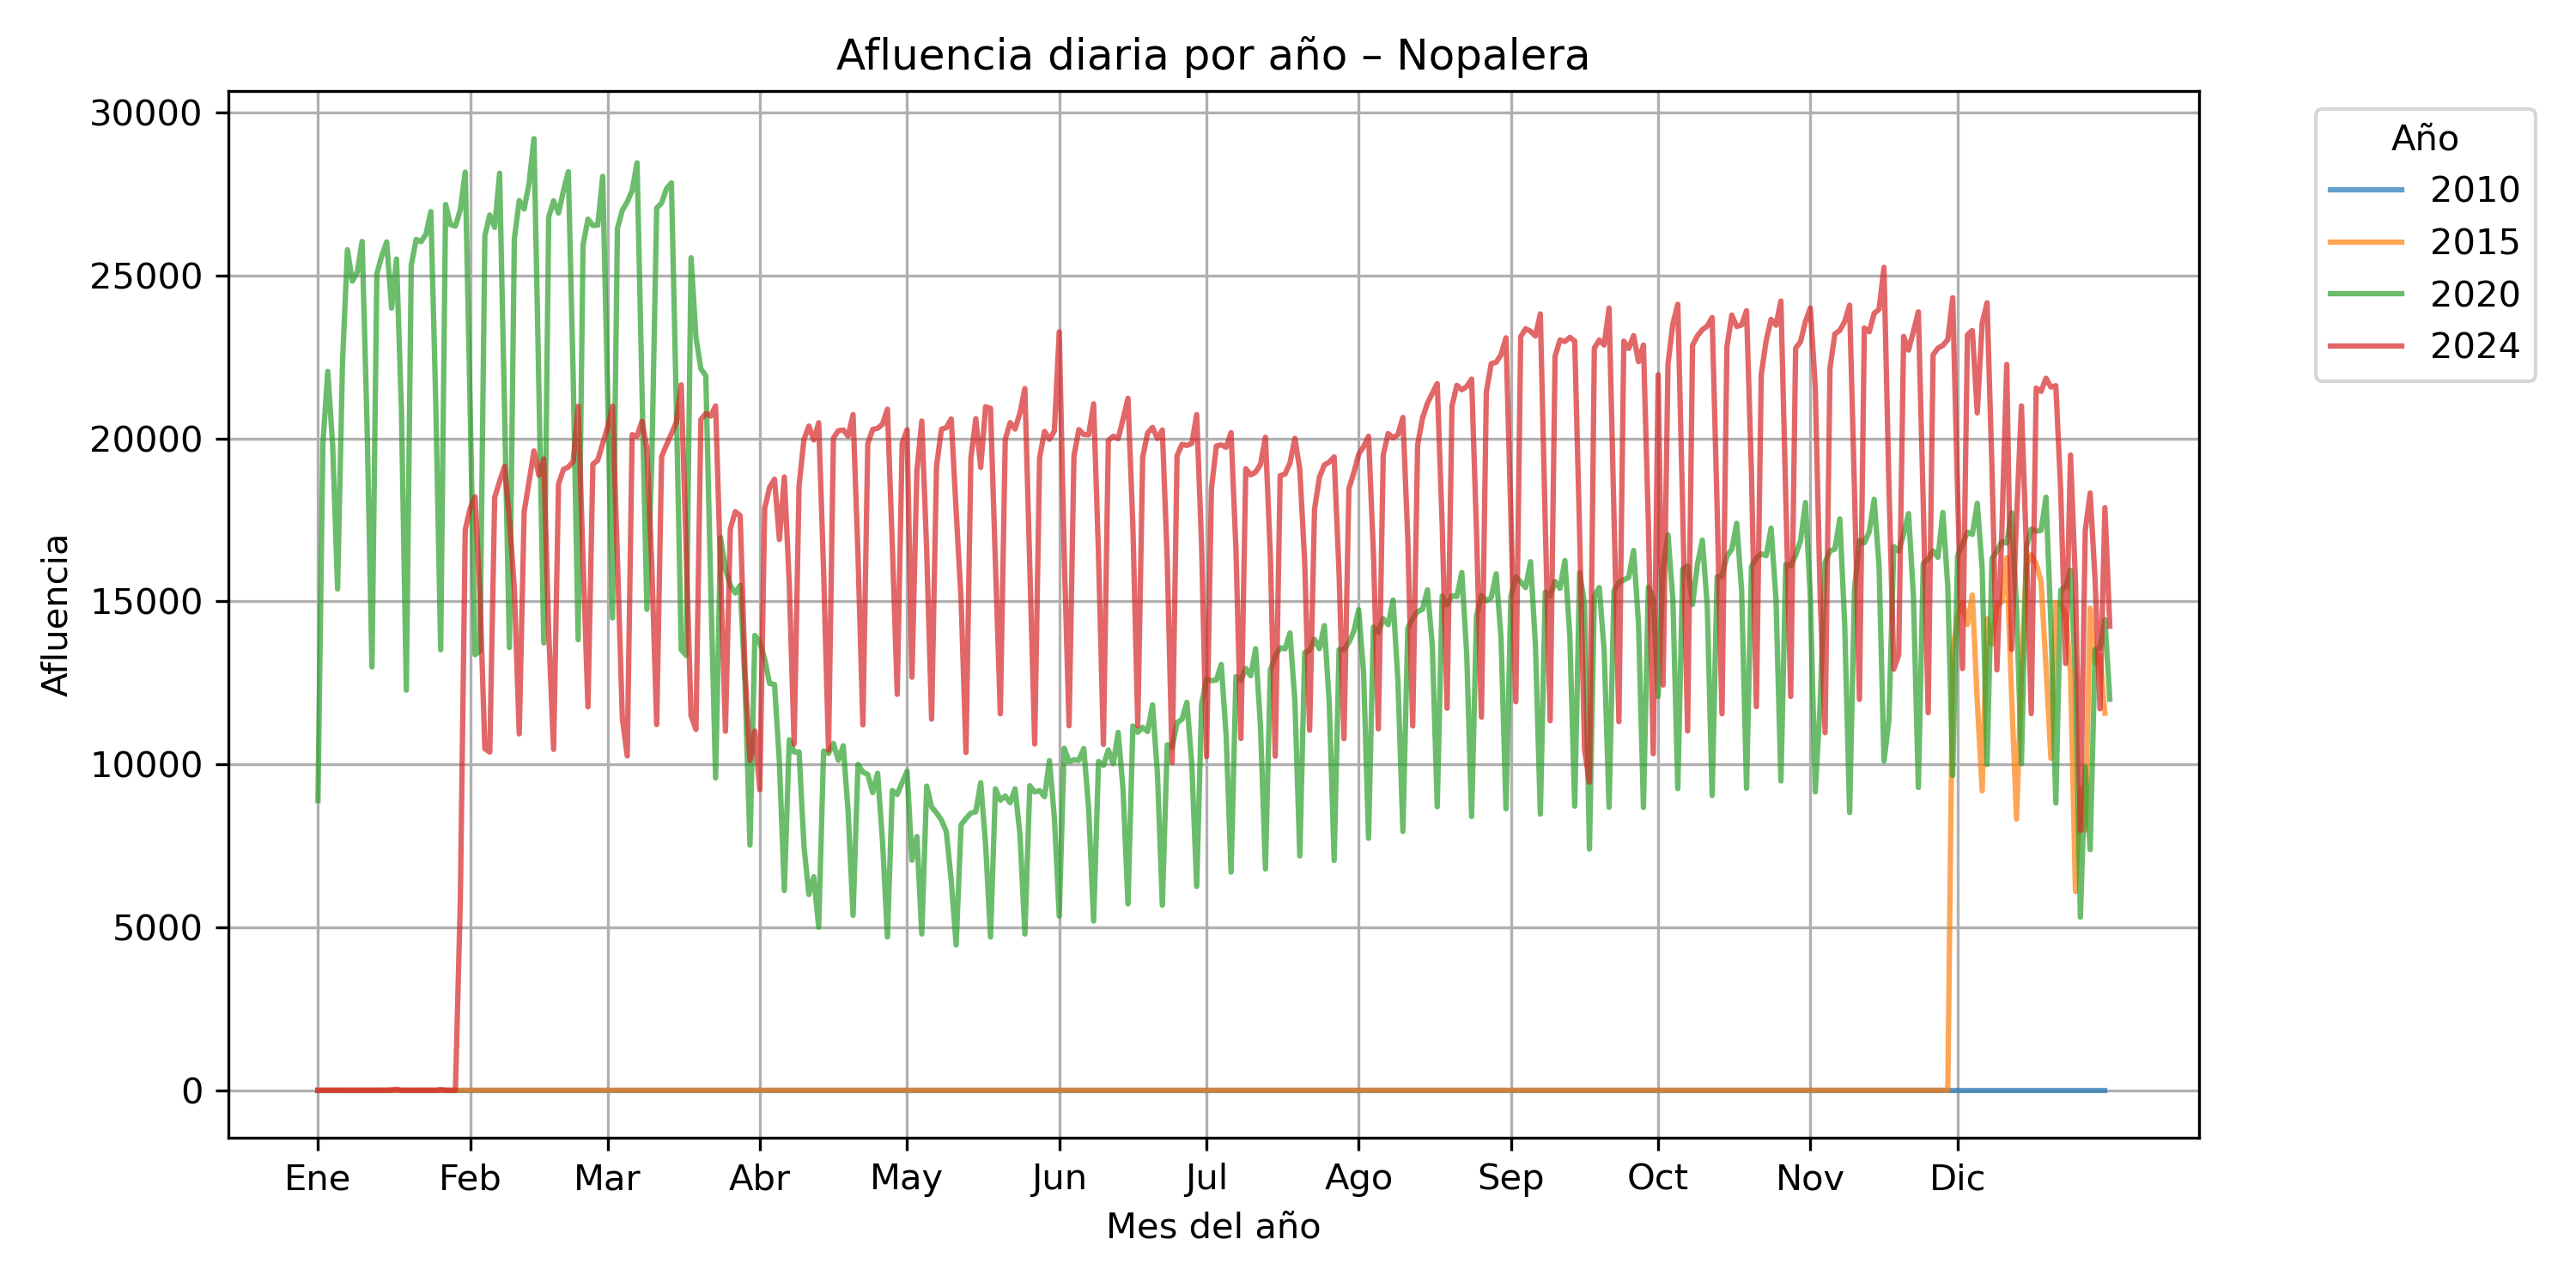 Afluencia diaria por año – Nopalera
30000
25000
20000
15000
10000
5000
0
Afluencia
Ene Feb Mar Abr May Jun Jul Ago Sep Oct Nov Dic
Mes del año
Año
2010
2015
2020
2024